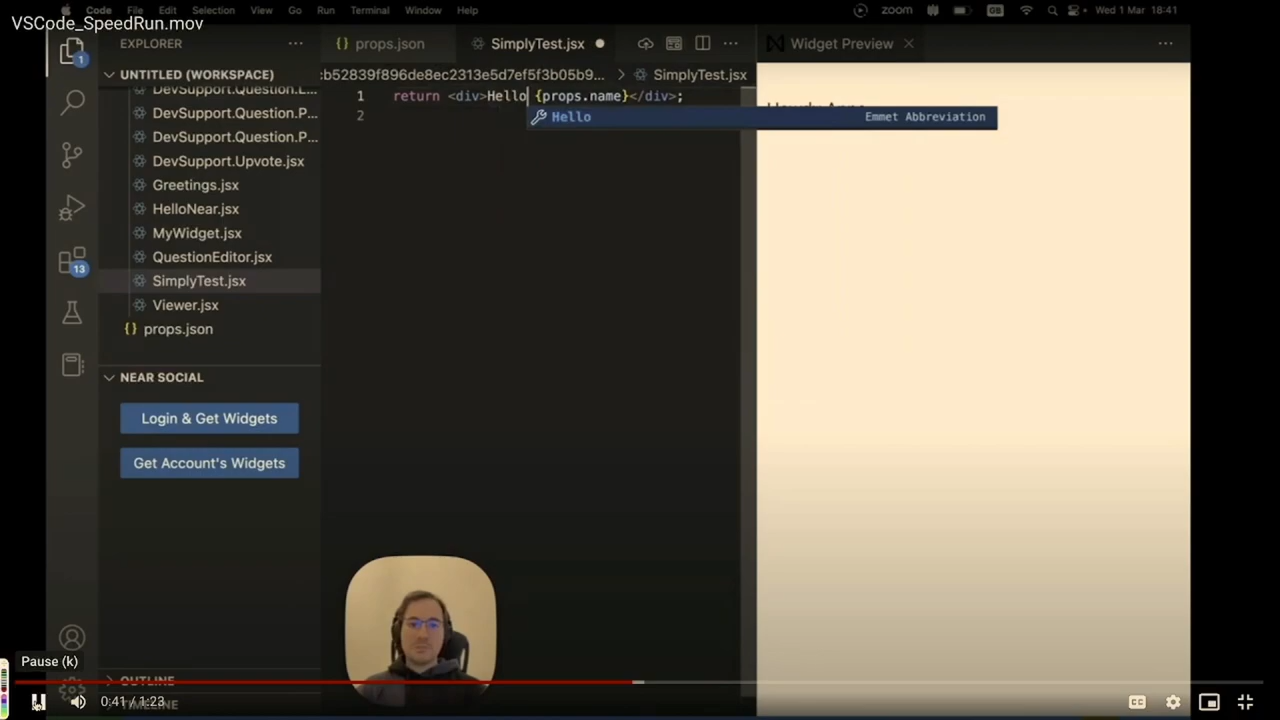 VSCode_SpeedRun.mov
Code File Edit Selection View Go Run Terminal Window Help
zoom
Wed 1 Mar 18:41
EXPLORER
props.json
SimplyTest.jsx
Widget Preview
UNTITLED (WORKSPACE)
:b52839f896de8ec2313e5d7ef5f3b05b9... > SimplyTest.jsx
1 return <div>Hello {props.name}</div>;
2
Hello Emmet Abbreviation
DevSupport.Question.P...
DevSupport.Question.P...
DevSupport.Upvote.jsx
Greetings.jsx
HelloNear.jsx
MyWidget.jsx
QuestionEditor.jsx
SimplyTest.jsx
Viewer.jsx
{} props.json
1
13
NEAR SOCIAL
Login & Get Widgets
Get Account's Widgets
OUTLINE
TIMELINE
Pause (k)
0:41 / 1:23
CC